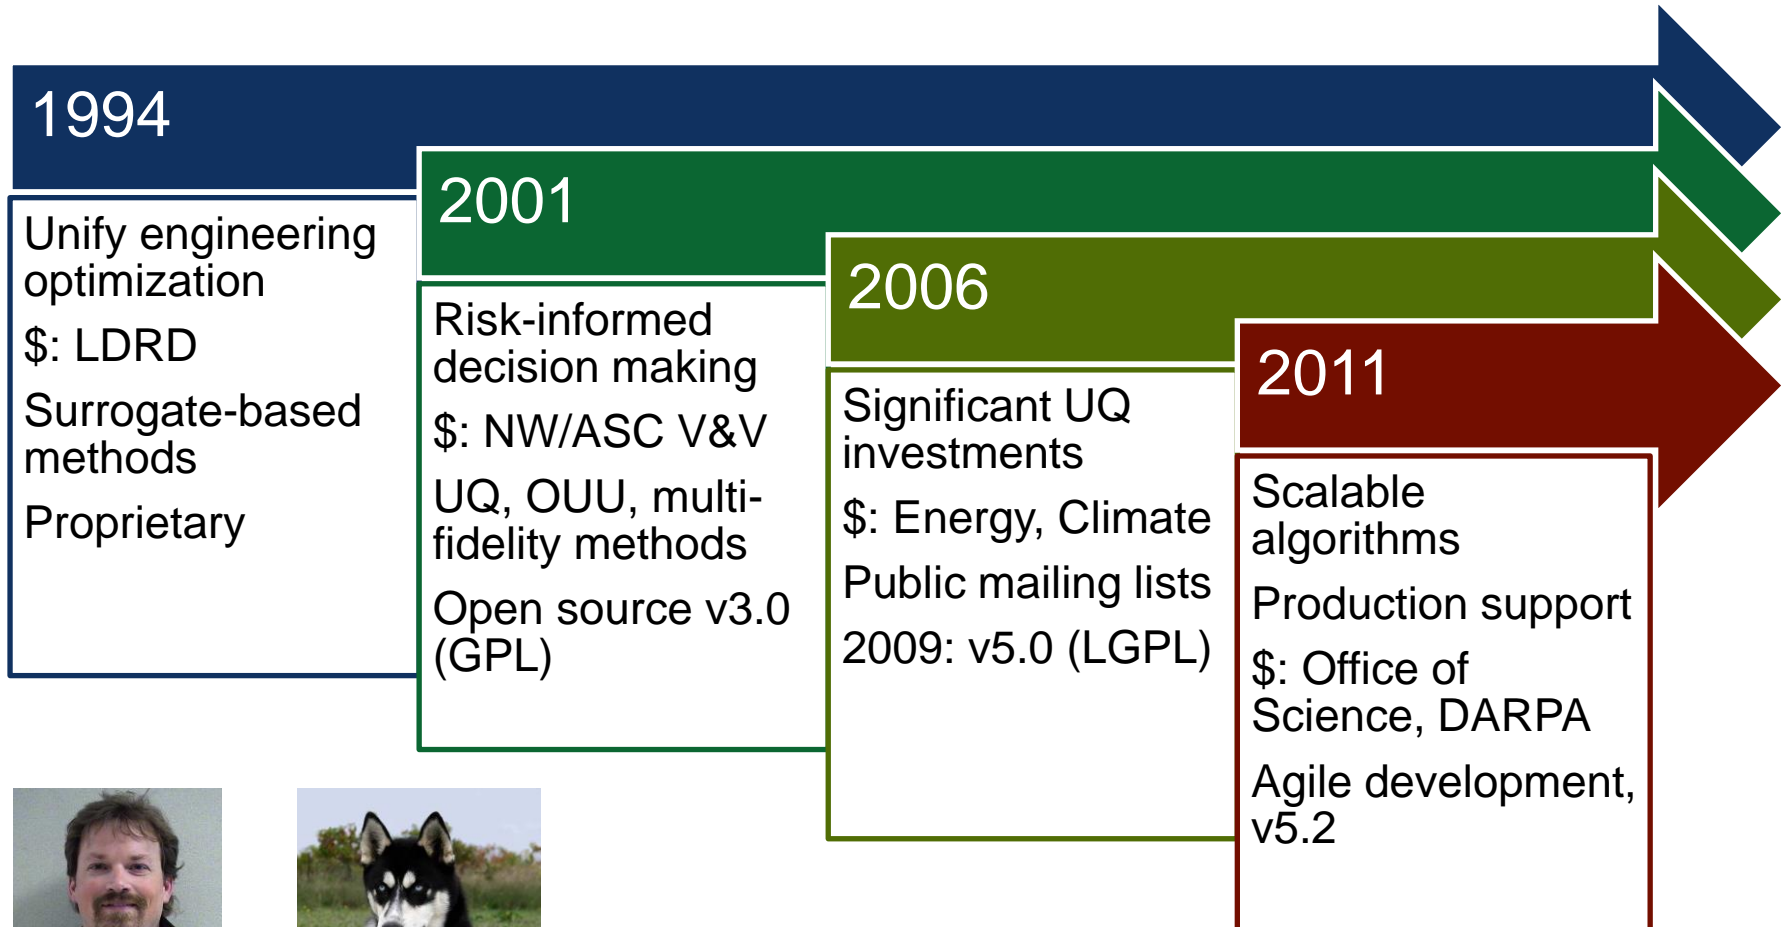 1994
Unify engineering
optimization
$: LDRD
Surrogate-based
methods
Proprietary
2001
Risk-informed
decision making
$: NW/ASC V&V
UQ, OUU, multi-
fidelity methods
Open source v3.0
(GPL)
2006
Significant UQ
investments
$: Energy, Climate
Public mailing lists
2009: v5.0 (LGPL)
2011
Scalable
algorithms
Production support
$: Office of
Science, DARPA
Agile development,
v5.2